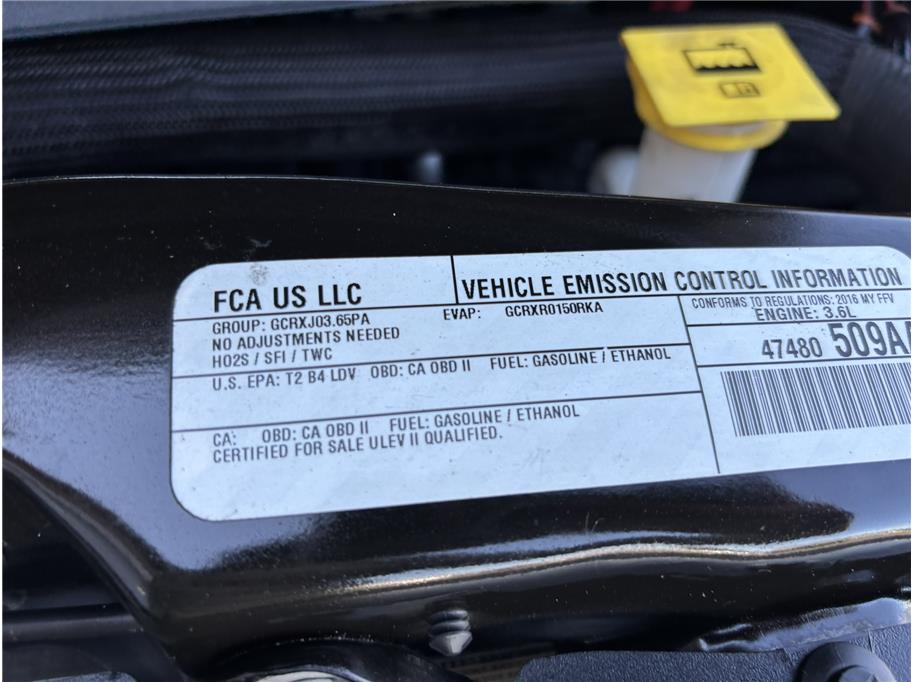 FCA US LLC
VEHICLE EMISSION CONTROL INFORMATION
GROUP: GCRXJ03.65PA
EVAP: GCRXR0150RKA
CONFORMS TO REGULATIONS: 2016 MY FFV
NO ADJUSTMENTS NEEDED
ENGINE: 3.6L
HO2S / SFI / TWC
47480 509A
U.S. EPA: T2 B4 LDV OBD: CA OBD II FUEL: GASOLINE / ETHANOL
CA: OBD: CA OBD II FUEL: GASOLINE / ETHANOL
CERTIFIED FOR SALE ULEV II QUALIFIED.